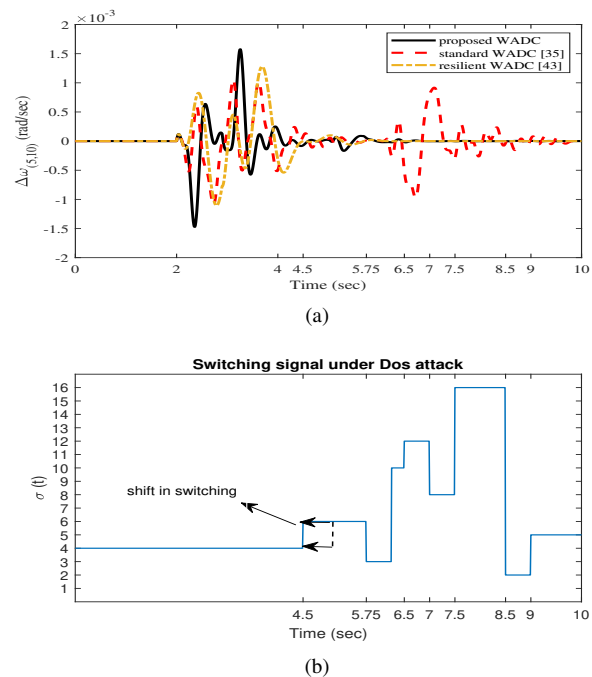 ×10⁻³
2
1.5
1
0.5
0
-0.5
-1
-1.5
-2
Δω(5,10) (rad/sec)
proposed WADC
standard WADC [35]
resilient WADC [43]
0 2 4 4.5 5.75 6.5 7 7.5 8.5 9 10
Time (sec)
(a)
Switching signal under Dos attack
16
15
14
13
12
11
10
9
8
7
6
5
4
3
2
1
σ (t)
shift in switching
4.5 5.75 6.5 7 7.5 8.5 9 10
Time (sec)
(b)